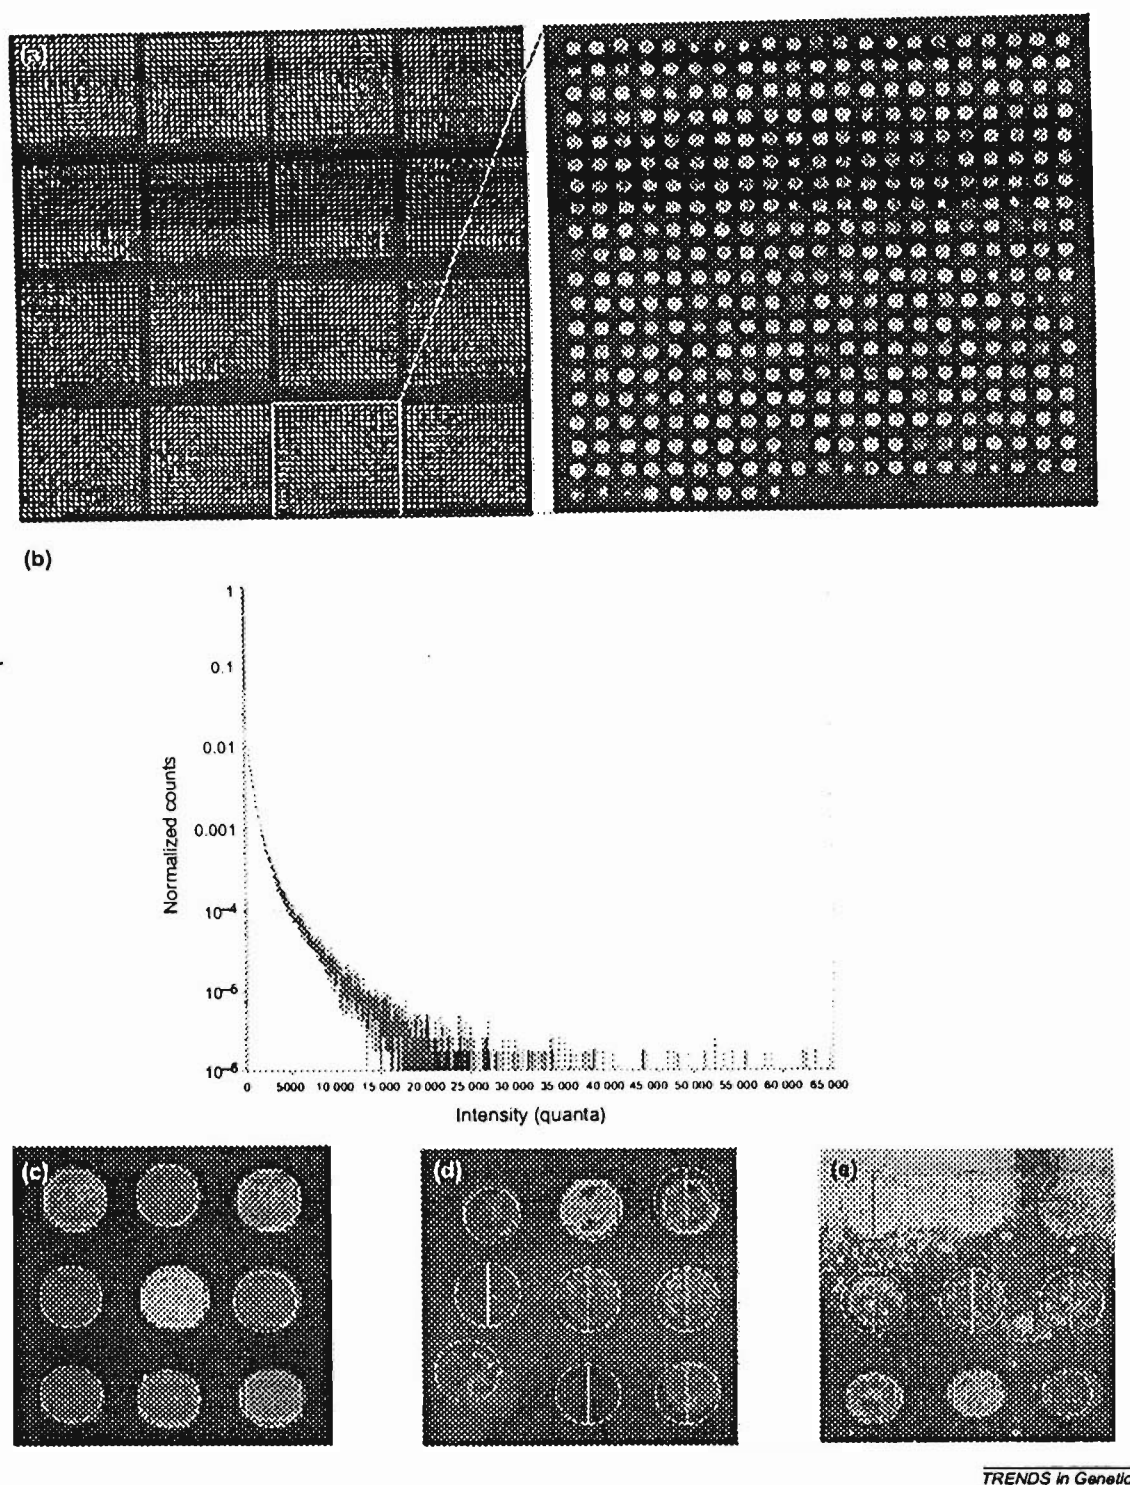 (a)
(b)
1
0.1
0.01
0.001
10–4
10–5
10–6
Normalized counts
0 5000 10 000 15 000 20 000 25 000 30 000 35 000 40 000 45 000 50 000 55 000 60 000 65 000
Intensity (quanta)
(c) (d) (e)
TRENDS in Genetic